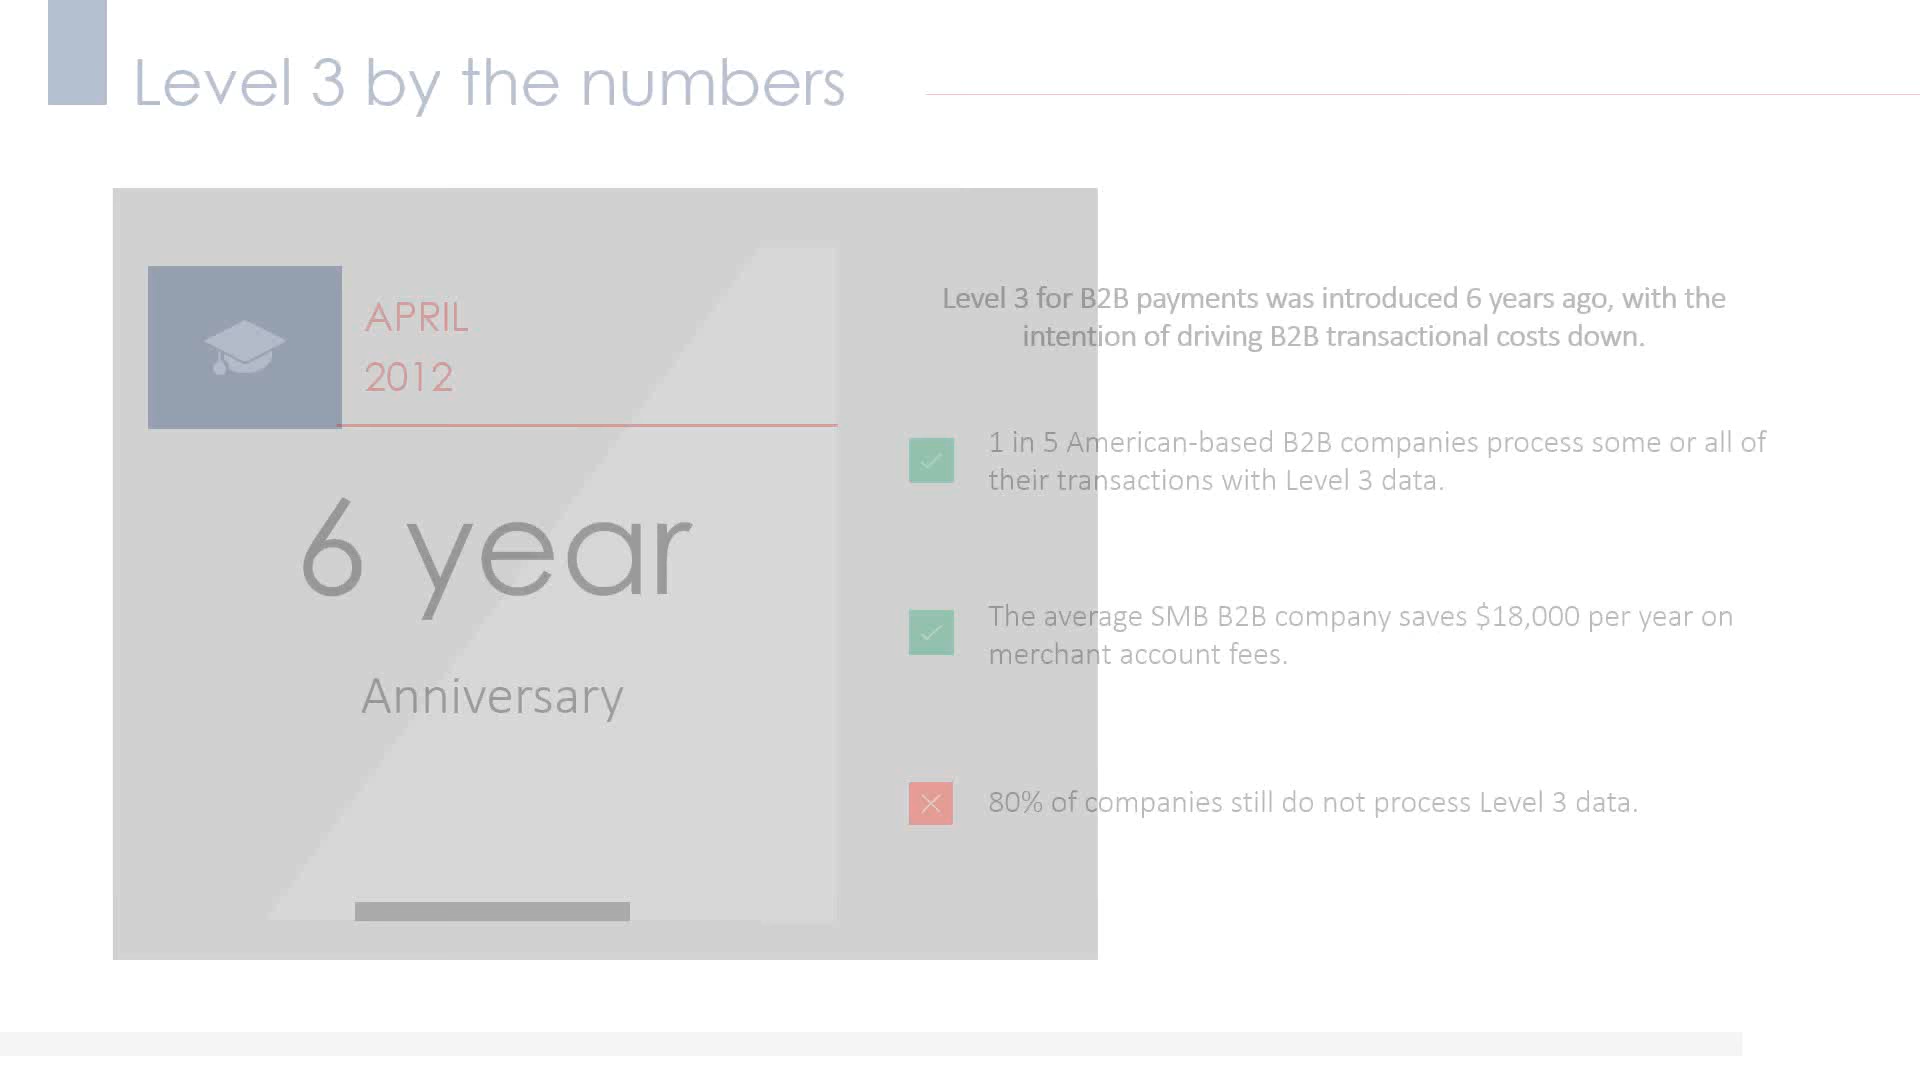 Level 3 by the numbers
APRIL
2012
6 year
Anniversary
Level 3 for B2B payments was introduced 6 years ago, with the
intention of driving B2B transactional costs down.
1 in 5 American-based B2B companies process some or all of
their transactions with Level 3 data.
The average SMB B2B company saves $18,000 per year on
merchant account fees.
80% of companies still do not process Level 3 data.